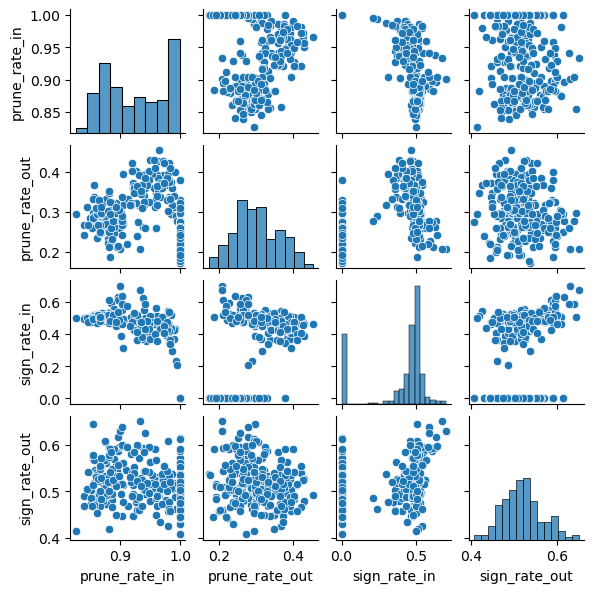 prune_rate_in
1.00
0.95
0.90
0.85
prune_rate_out
0.4
0.3
0.2
sign_rate_in
0.6
0.4
0.2
0.0
sign_rate_out
0.6
0.5
0.4
0.9 1.0 0.2 0.4 0.0 0.5 0.4 0.6
prune_rate_in prune_rate_out sign_rate_in sign_rate_out